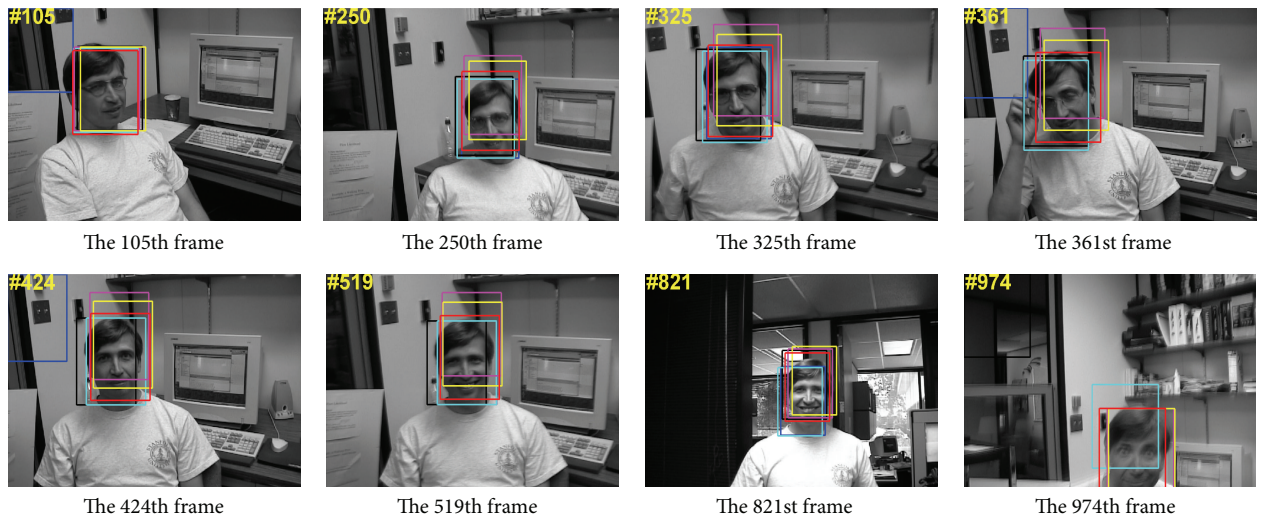 #105
#250
#325
#361
The 105th frame
The 250th frame
The 325th frame
The 361st frame
#424
#519
#821
#974
The 424th frame
The 519th frame
The 821st frame
The 974th frame